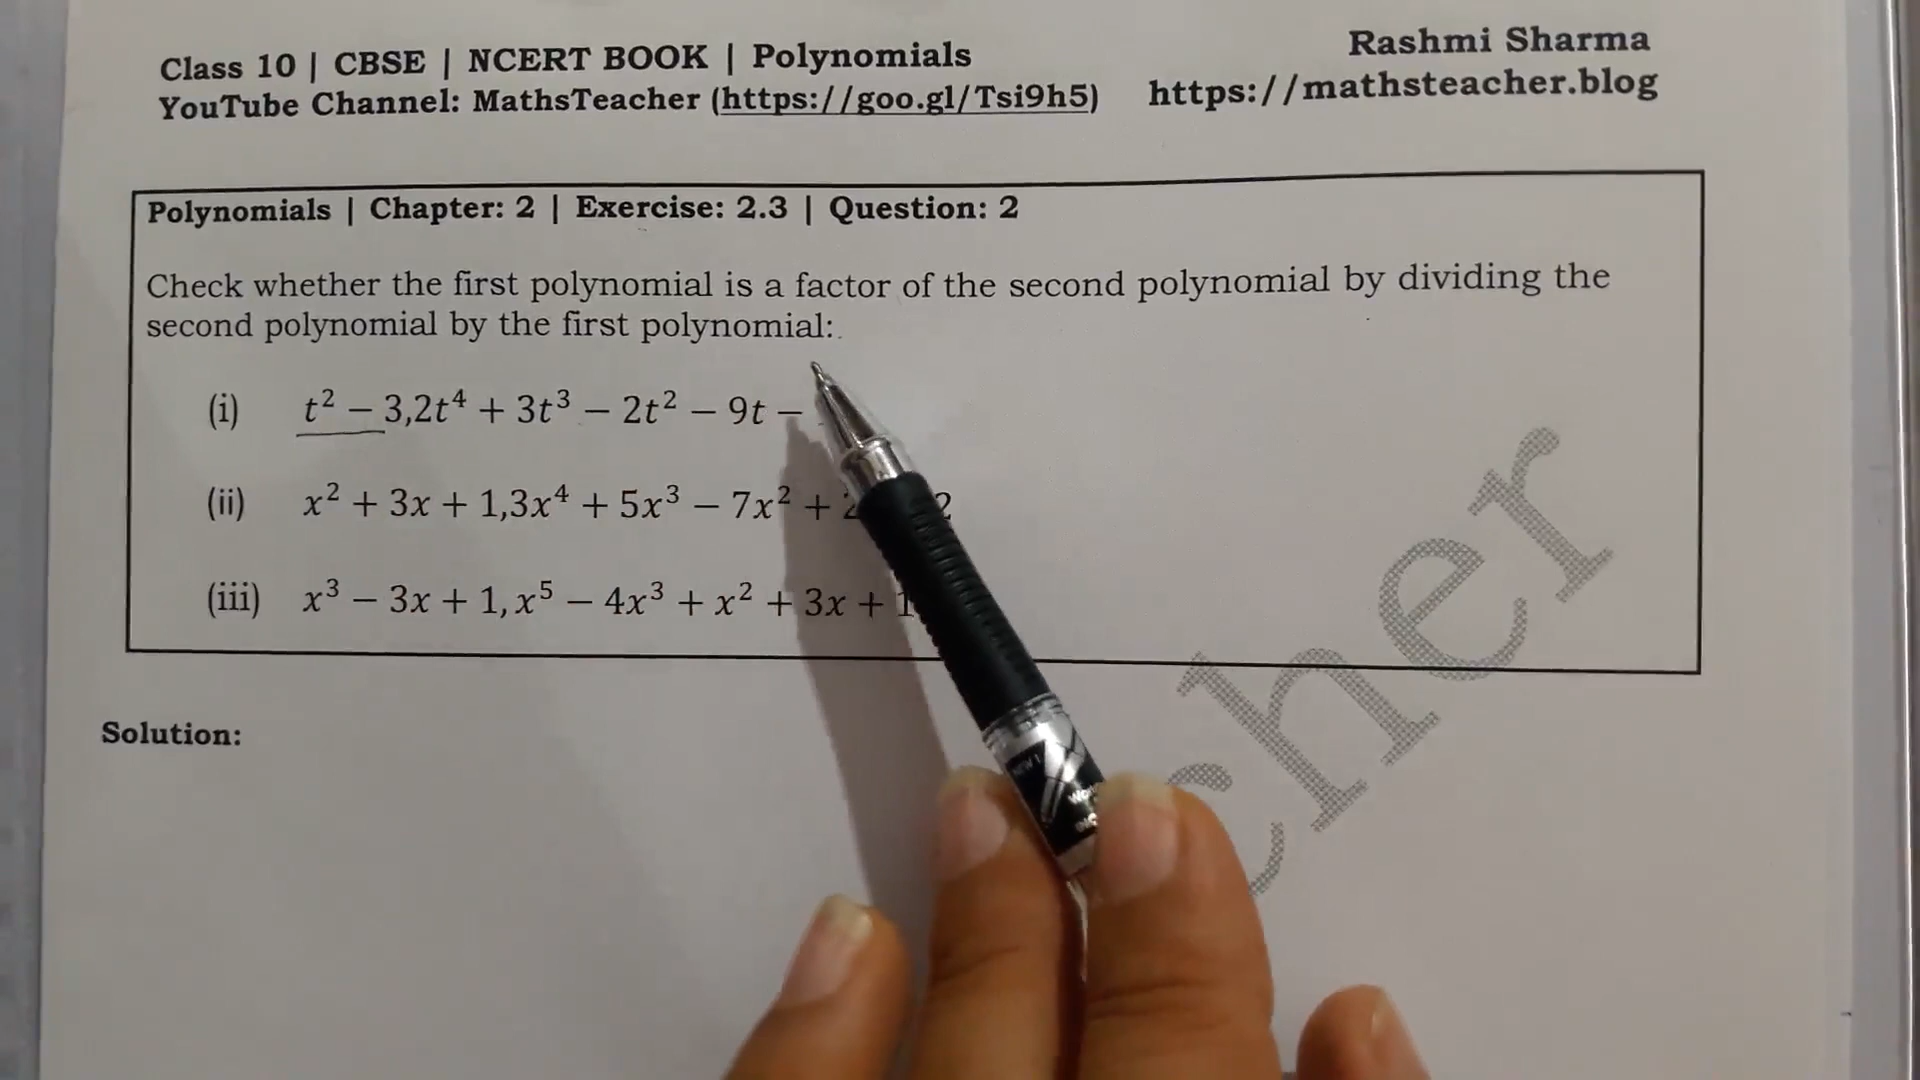 Class 10 | CBSE | NCERT BOOK | Polynomials
Rashmi Sharma
YouTube Channel: MathsTeacher (https://goo.gl/Tsi9h5)
https://mathsteacher.blog
Polynomials | Chapter: 2 | Exercise: 2.3 | Question: 2
Check whether the first polynomial is a factor of the second polynomial by dividing the
second polynomial by the first polynomial:
(i) t² − 3,2t⁴ + 3t³ − 2t² − 9t −
(ii) x² + 3x + 1,3x⁴ + 5x³ − 7x² + 2 2
(iii) x³ − 3x + 1, x⁵ − 4x³ + x² + 3x + 1
Solution: